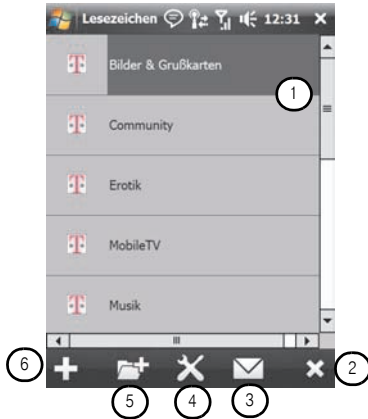 Lesezeichen 12:31
Bilder & Grußkarten
1
Community
Erotik
MobileTV
Musik
6
5
4
3
2